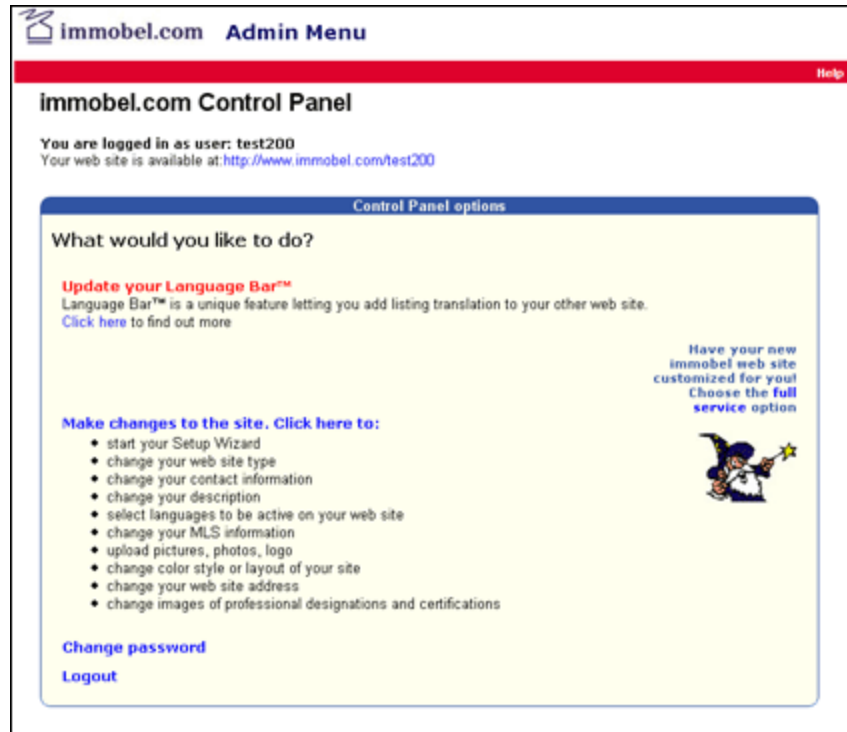 immobel.com Admin Menu
Help
immobel.com Control Panel
You are logged in as user: test200
Your web site is available at:http://www.immobel.com/test200
Control Panel options
What would you like to do?
Update your Language Bar™
Language Bar™ is a unique feature letting you add listing translation to your other web site.
Click here to find out more
Have your new
immobel web site
customized for you!
Choose the full
service option
Make changes to the site. Click here to:
• start your Setup Wizard
• change your web site type
• change your contact information
• change your description
• select languages to be active on your web site
• change your MLS information
• upload pictures, photos, logo
• change color style or layout of your site
• change your web site address
• change images of professional designations and certifications
Change password
Logout